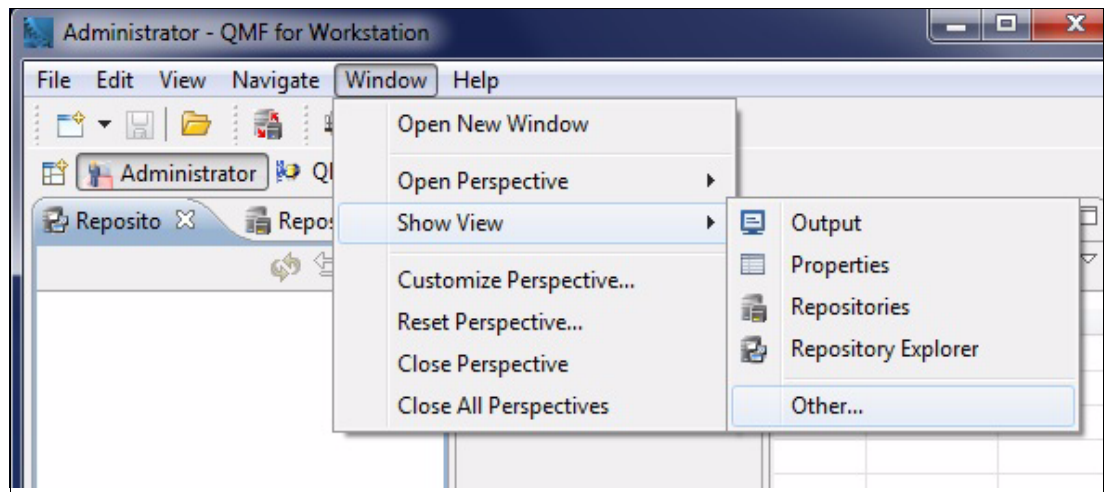 Administrator - QMF for Workstation
File Edit View Navigate Window Help
Open New Window
Administrator
Open Perspective
Reposito
Show View
Output
Properties
Customize Perspective...
Repositories
Reset Perspective...
Repository Explorer
Close Perspective
Close All Perspectives
Other...